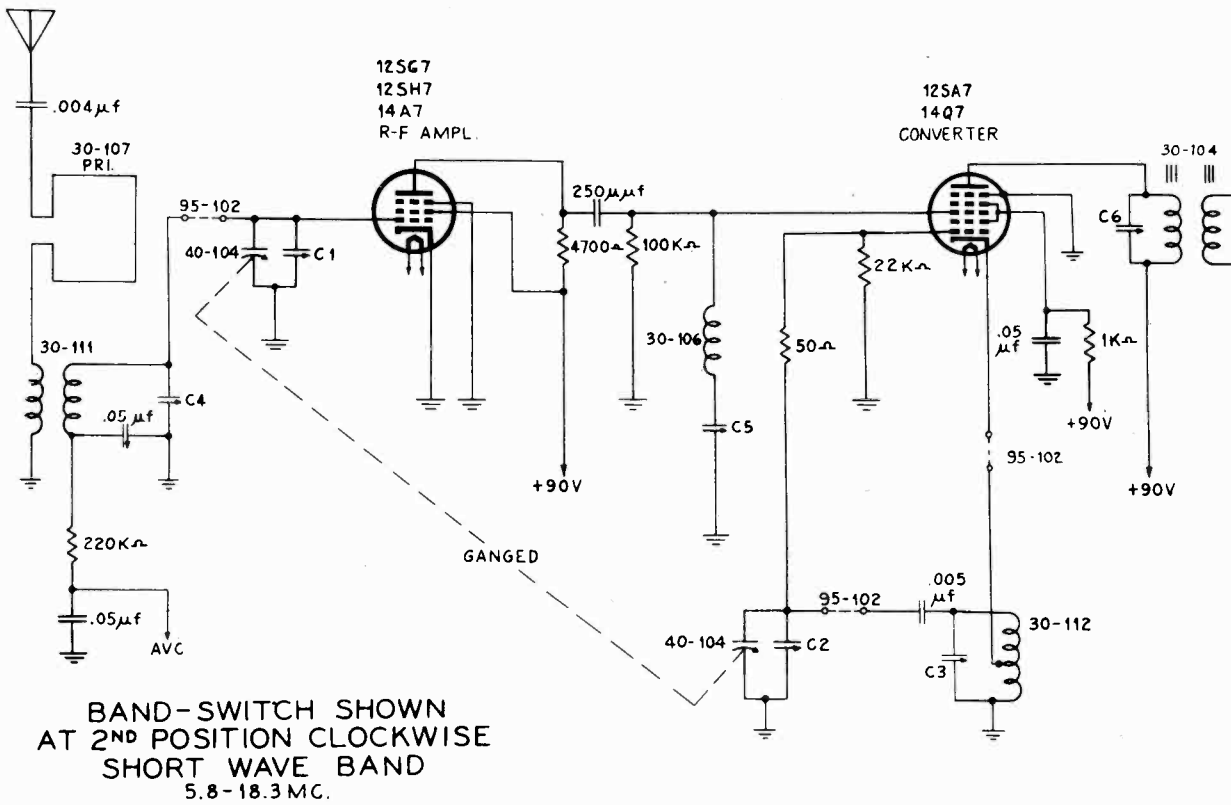 12SG7
12SH7
14A7
R-F AMPL.
12SA7
14Q7
CONVERTER
.004μf
30-107
PRI.
30-104
95-102
250μμf
C6
40-104
C1
4700Ω
100KΩ
22KΩ
30-111
30-106
50Ω
.05
μf
1KΩ
C4
.05μf
C5
+90V
95-102
+90V
+90V
220KΩ
GANGED
.005
μf
95-102
30-112
.05μf
AVC
40-104
C2
C3
BAND-SWITCH SHOWN
AT 2ND POSITION CLOCKWISE
SHORT WAVE BAND
5.8-18.3 MC.